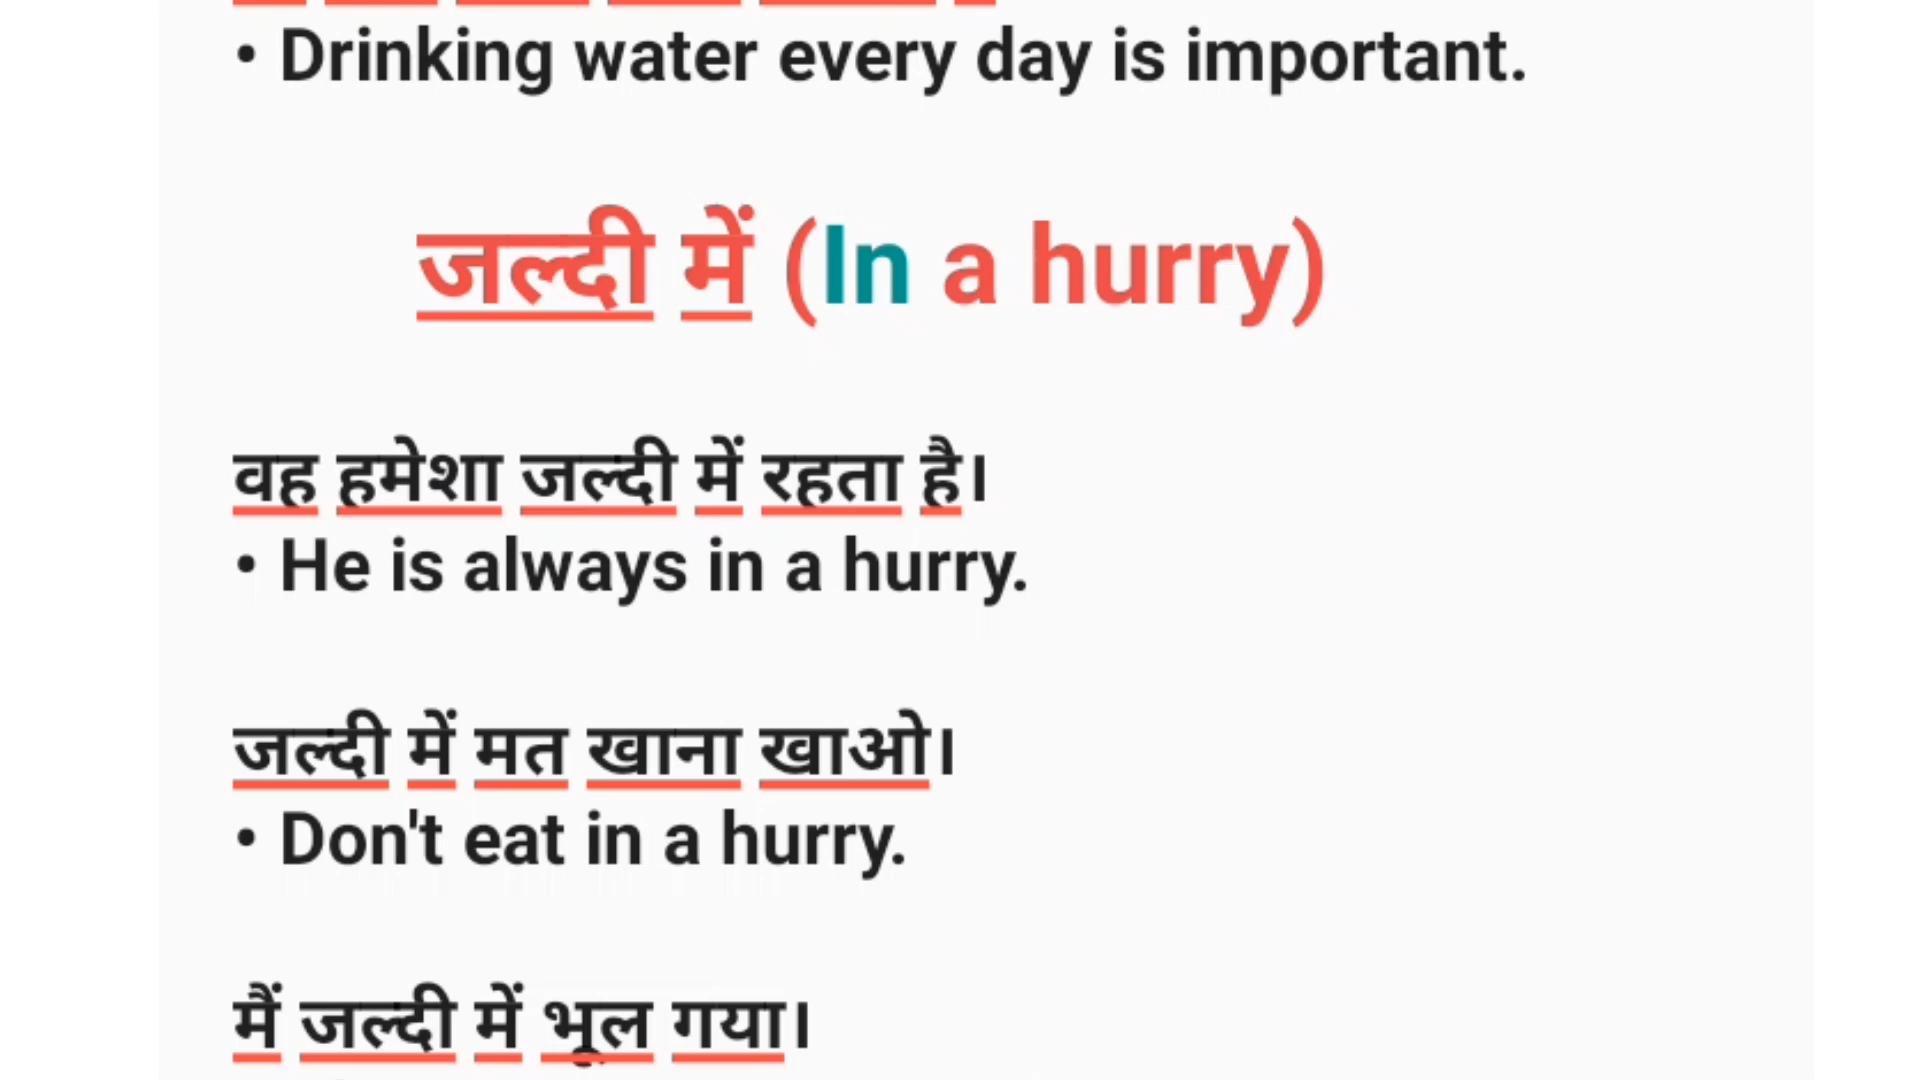 • Drinking water every day is important.
जल्दी में (In a hurry)
वह हमेशा जल्दी में रहता है।
• He is always in a hurry.
जल्दी में मत खाना खाओ।
• Don't eat in a hurry.
मैं जल्दी में भूल गया।